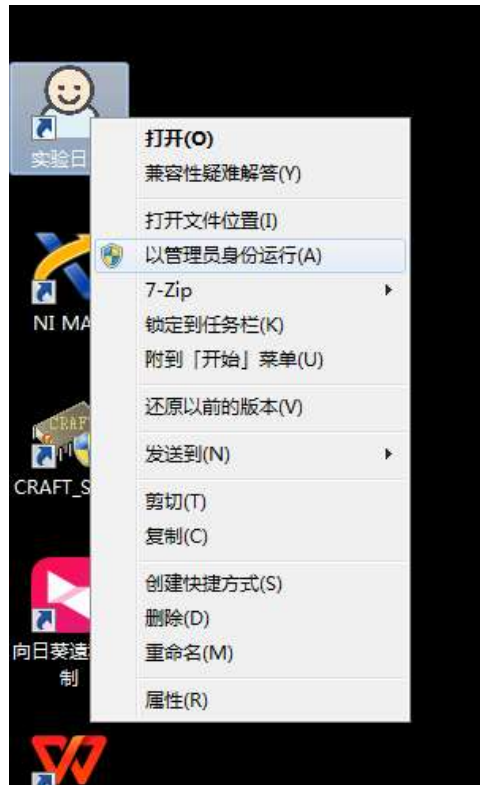 实验日
打开(O)
兼容性疑难解答(Y)
打开文件位置(I)
以管理员身份运行(A)
7-Zip
锁定到任务栏(K)
附到「开始」菜单(U)
还原以前的版本(V)
发送到(N)
剪切(T)
复制(C)
创建快捷方式(S)
删除(D)
重命名(M)
属性(R)
NI MA
CRAFT_S
向日葵远
制